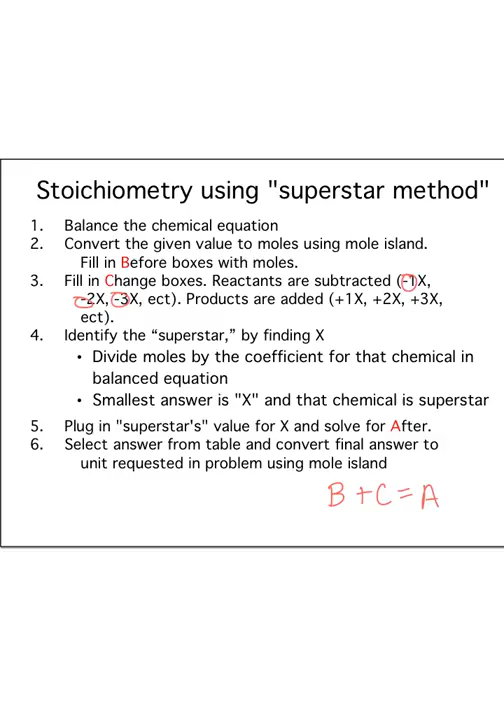 Stoichiometry using "superstar method"
1. Balance the chemical equation
2. Convert the given value to moles using mole island.
Fill in Before boxes with moles.
3. Fill in Change boxes. Reactants are subtracted (-1X,
-2X, -3X, ect). Products are added (+1X, +2X, +3X,
ect).
4. Identify the “superstar,” by finding X
• Divide moles by the coefficient for that chemical in
balanced equation
• Smallest answer is "X" and that chemical is superstar
5. Plug in "superstar's" value for X and solve for After.
6. Select answer from table and convert final answer to
unit requested in problem using mole island
B + C = A